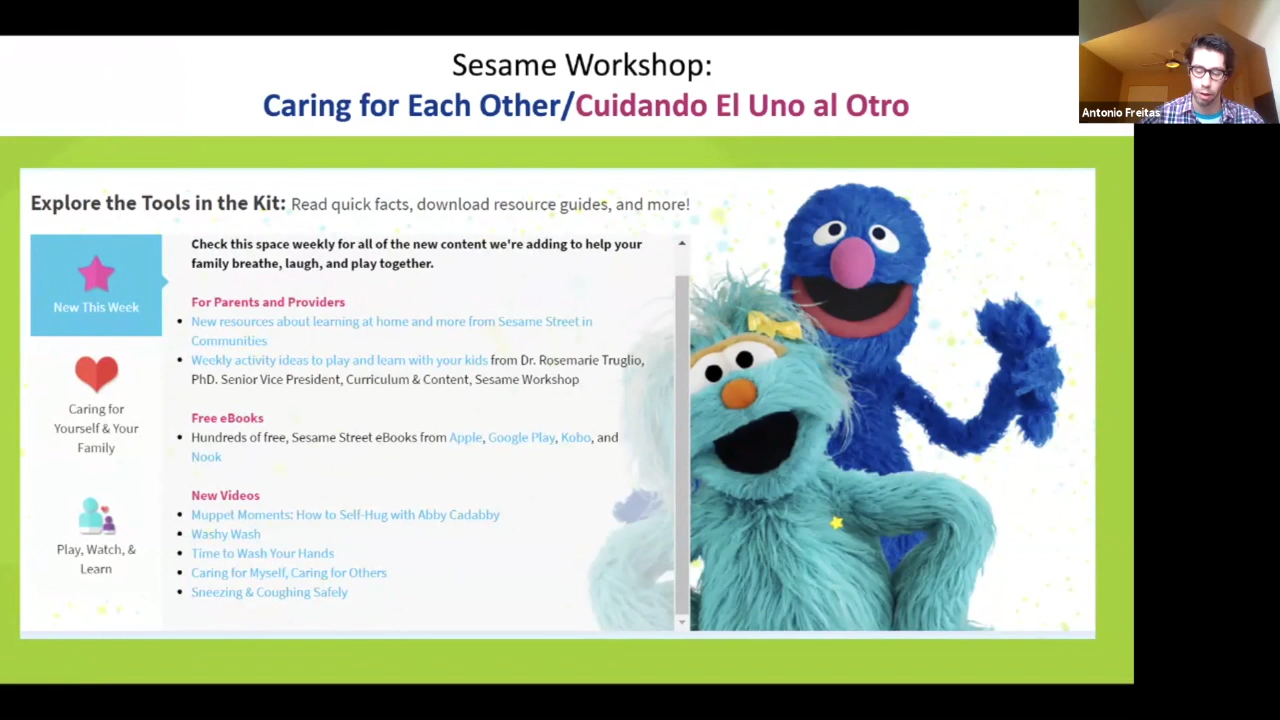 Sesame Workshop:
Caring for Each Other/Cuidando El Uno al Otro
Antonio Freitas
Explore the Tools in the Kit: Read quick facts, download resource guides, and more!
New This Week
Caring for
Yourself & Your
Family
Play, Watch, &
Learn
Check this space weekly for all of the new content we're adding to help your
family breathe, laugh, and play together.
For Parents and Providers
New resources about learning at home and more from Sesame Street in
Communities
Weekly activity ideas to play and learn with your kids from Dr. Rosemarie Truglio,
PhD. Senior Vice President, Curriculum & Content, Sesame Workshop
Free eBooks
Hundreds of free, Sesame Street eBooks from Apple, Google Play, Kobo, and
Nook
New Videos
Muppet Moments: How to Self-Hug with Abby Cadabby
Washy Wash
Time to Wash Your Hands
Caring for Myself, Caring for Others
Sneezing & Coughing Safely